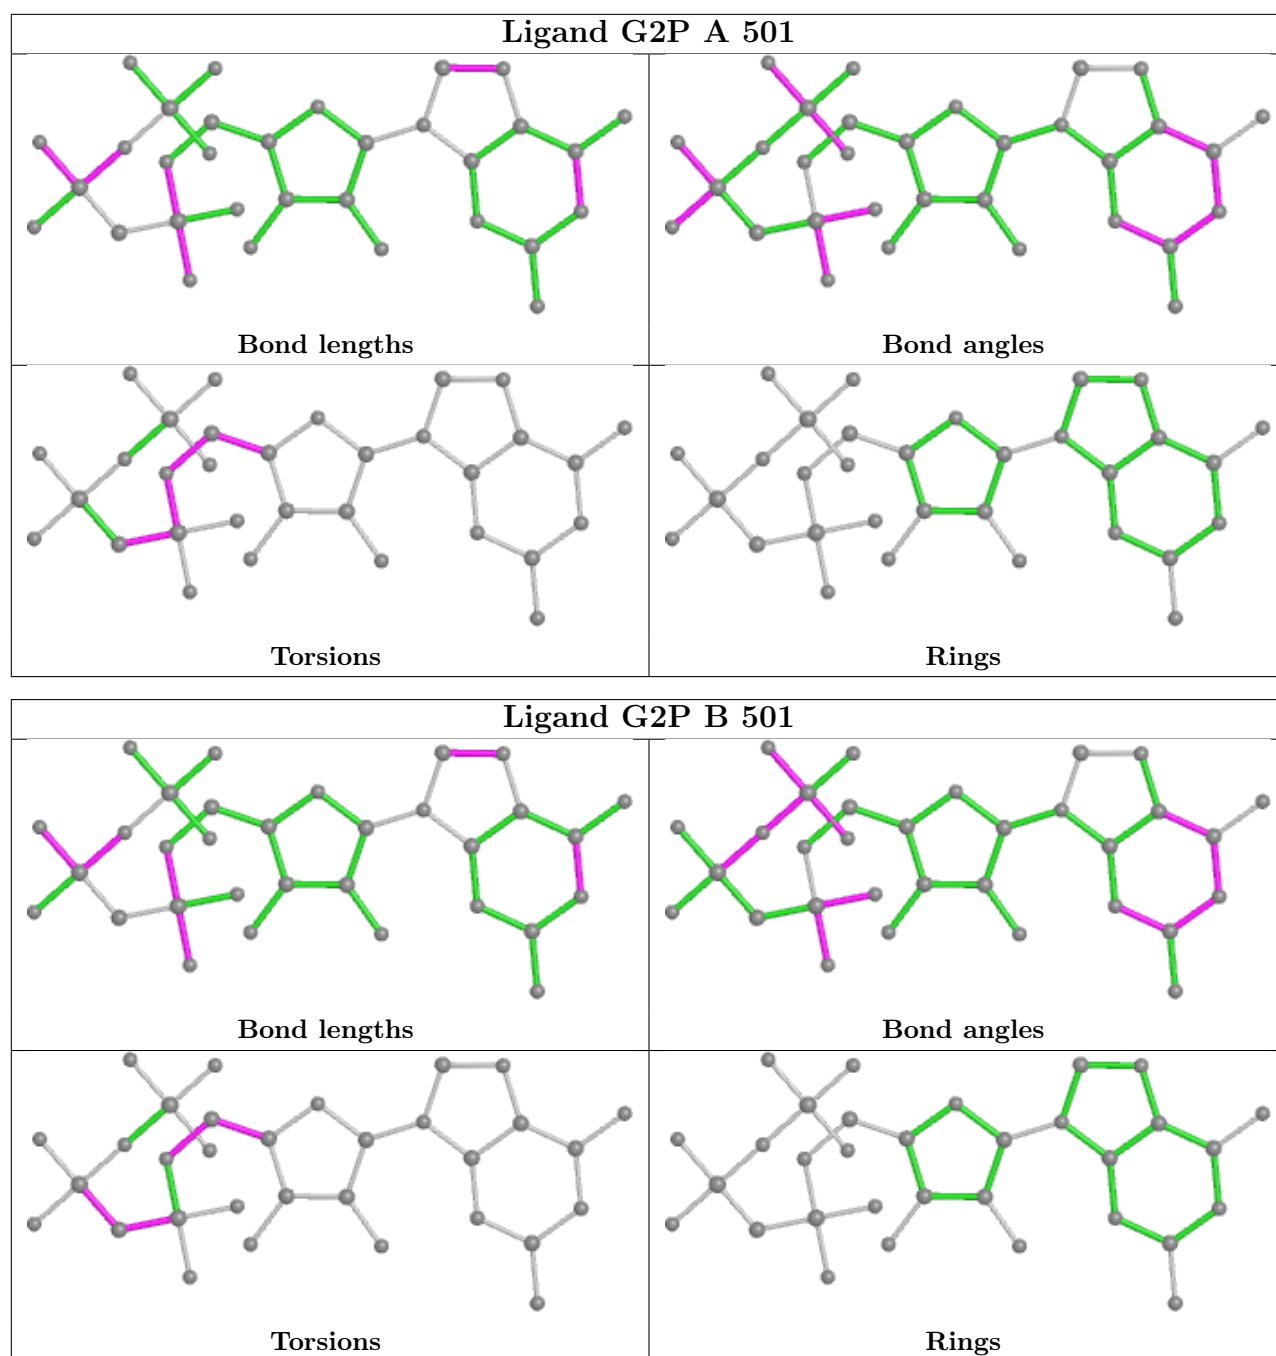 Ligand G2P A 501
Bond lengths
Bond angles
Torsions
Rings
Ligand G2P B 501
Bond lengths
Bond angles
Torsions
Rings